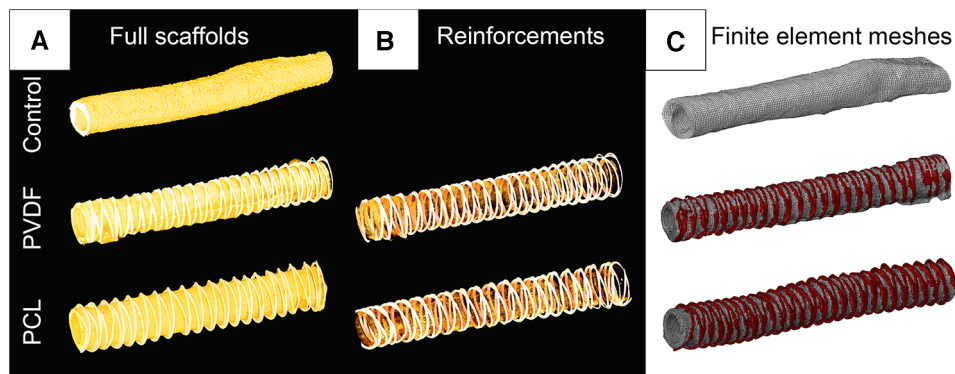 A Full scaffolds
B Reinforcements
C Finite element meshes
Control
PVDF
PCL